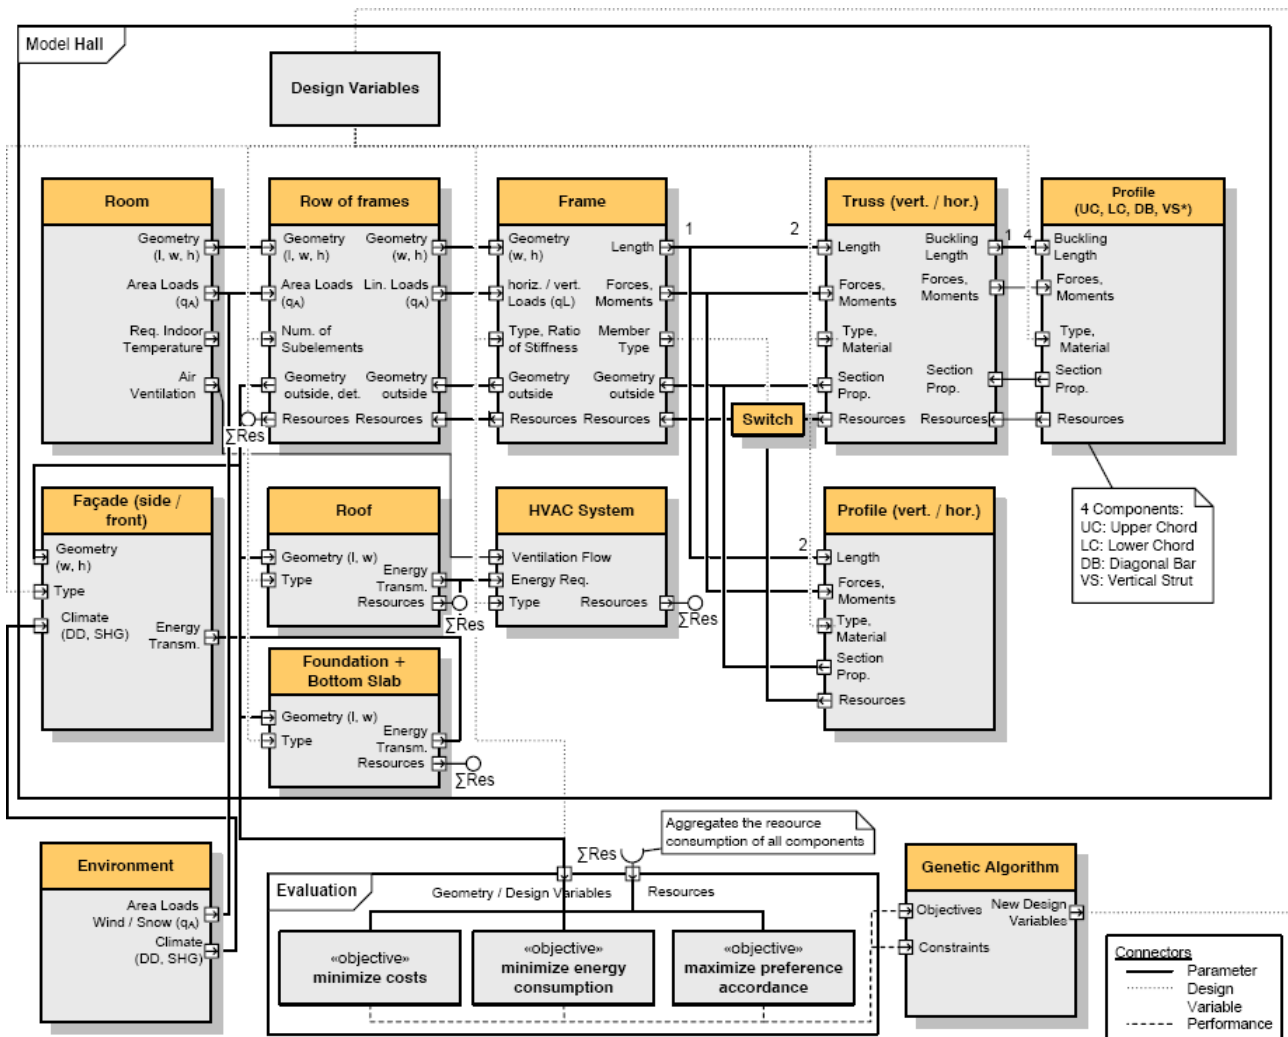 Model Hall
Design Variables
Room
Geometry
(l, w, h)
Area Loads
(qA)
Req. Indoor
Temperature
Air
Ventilation
Row of frames
Geometry
(l, w, h)
Geometry
(w, h)
Area Loads
(qA)
Lin. Loads
(qA)
Num. of
Subelements
Geometry
outside, det.
Geometry
outside
Resources
Resources
∑Res
Frame
Geometry
(w, h)
Length
horiz. / vert.
Loads (qL)
Forces,
Moments
Type, Ratio
of Stiffness
Member
Type
Geometry
outside
Geometry
outside
Resources
Resources
1
2
Switch
Truss (vert. / hor.)
Length
Buckling
Length
Forces,
Moments
Forces,
Moments
Type,
Material
Section
Prop.
Section
Prop.
Resources
Resources
1
4
Profile
(UC, LC, DB, VS*)
Buckling
Length
Forces,
Moments
Type,
Material
Section
Prop.
Resources
4 Components:
UC: Upper Chord
LC: Lower Chord
DB: Diagonal Bar
VS: Vertical Strut
Façade (side /
front)
Geometry
(w, h)
Type
Climate
(DD, SHG)
Energy
Transm.
Roof
Geometry (l, w)
Type
Energy
Transm.
Resources
∑Res
HVAC System
Ventilation Flow
Energy Req.
Type
Resources
∑Res
Profile (vert. / hor.)
2
Length
Forces,
Moments
Type,
Material
Section
Prop.
Resources
Foundation +
Bottom Slab
Geometry (l, w)
Type
Energy
Transm.
Resources
∑Res
Environment
Area Loads
Wind / Snow (qA)
Climate
(DD, SHG)
Aggregates the resource
consumption of all components
∑Res
Evaluation
Geometry / Design Variables
Resources
«objective»
minimize costs
«objective»
minimize energy
consumption
«objective»
maximize preference
accordance
Genetic Algorithm
Objectives
New Design
Variables
Constraints
Connectors
Parameter
Design
Variable
Performance